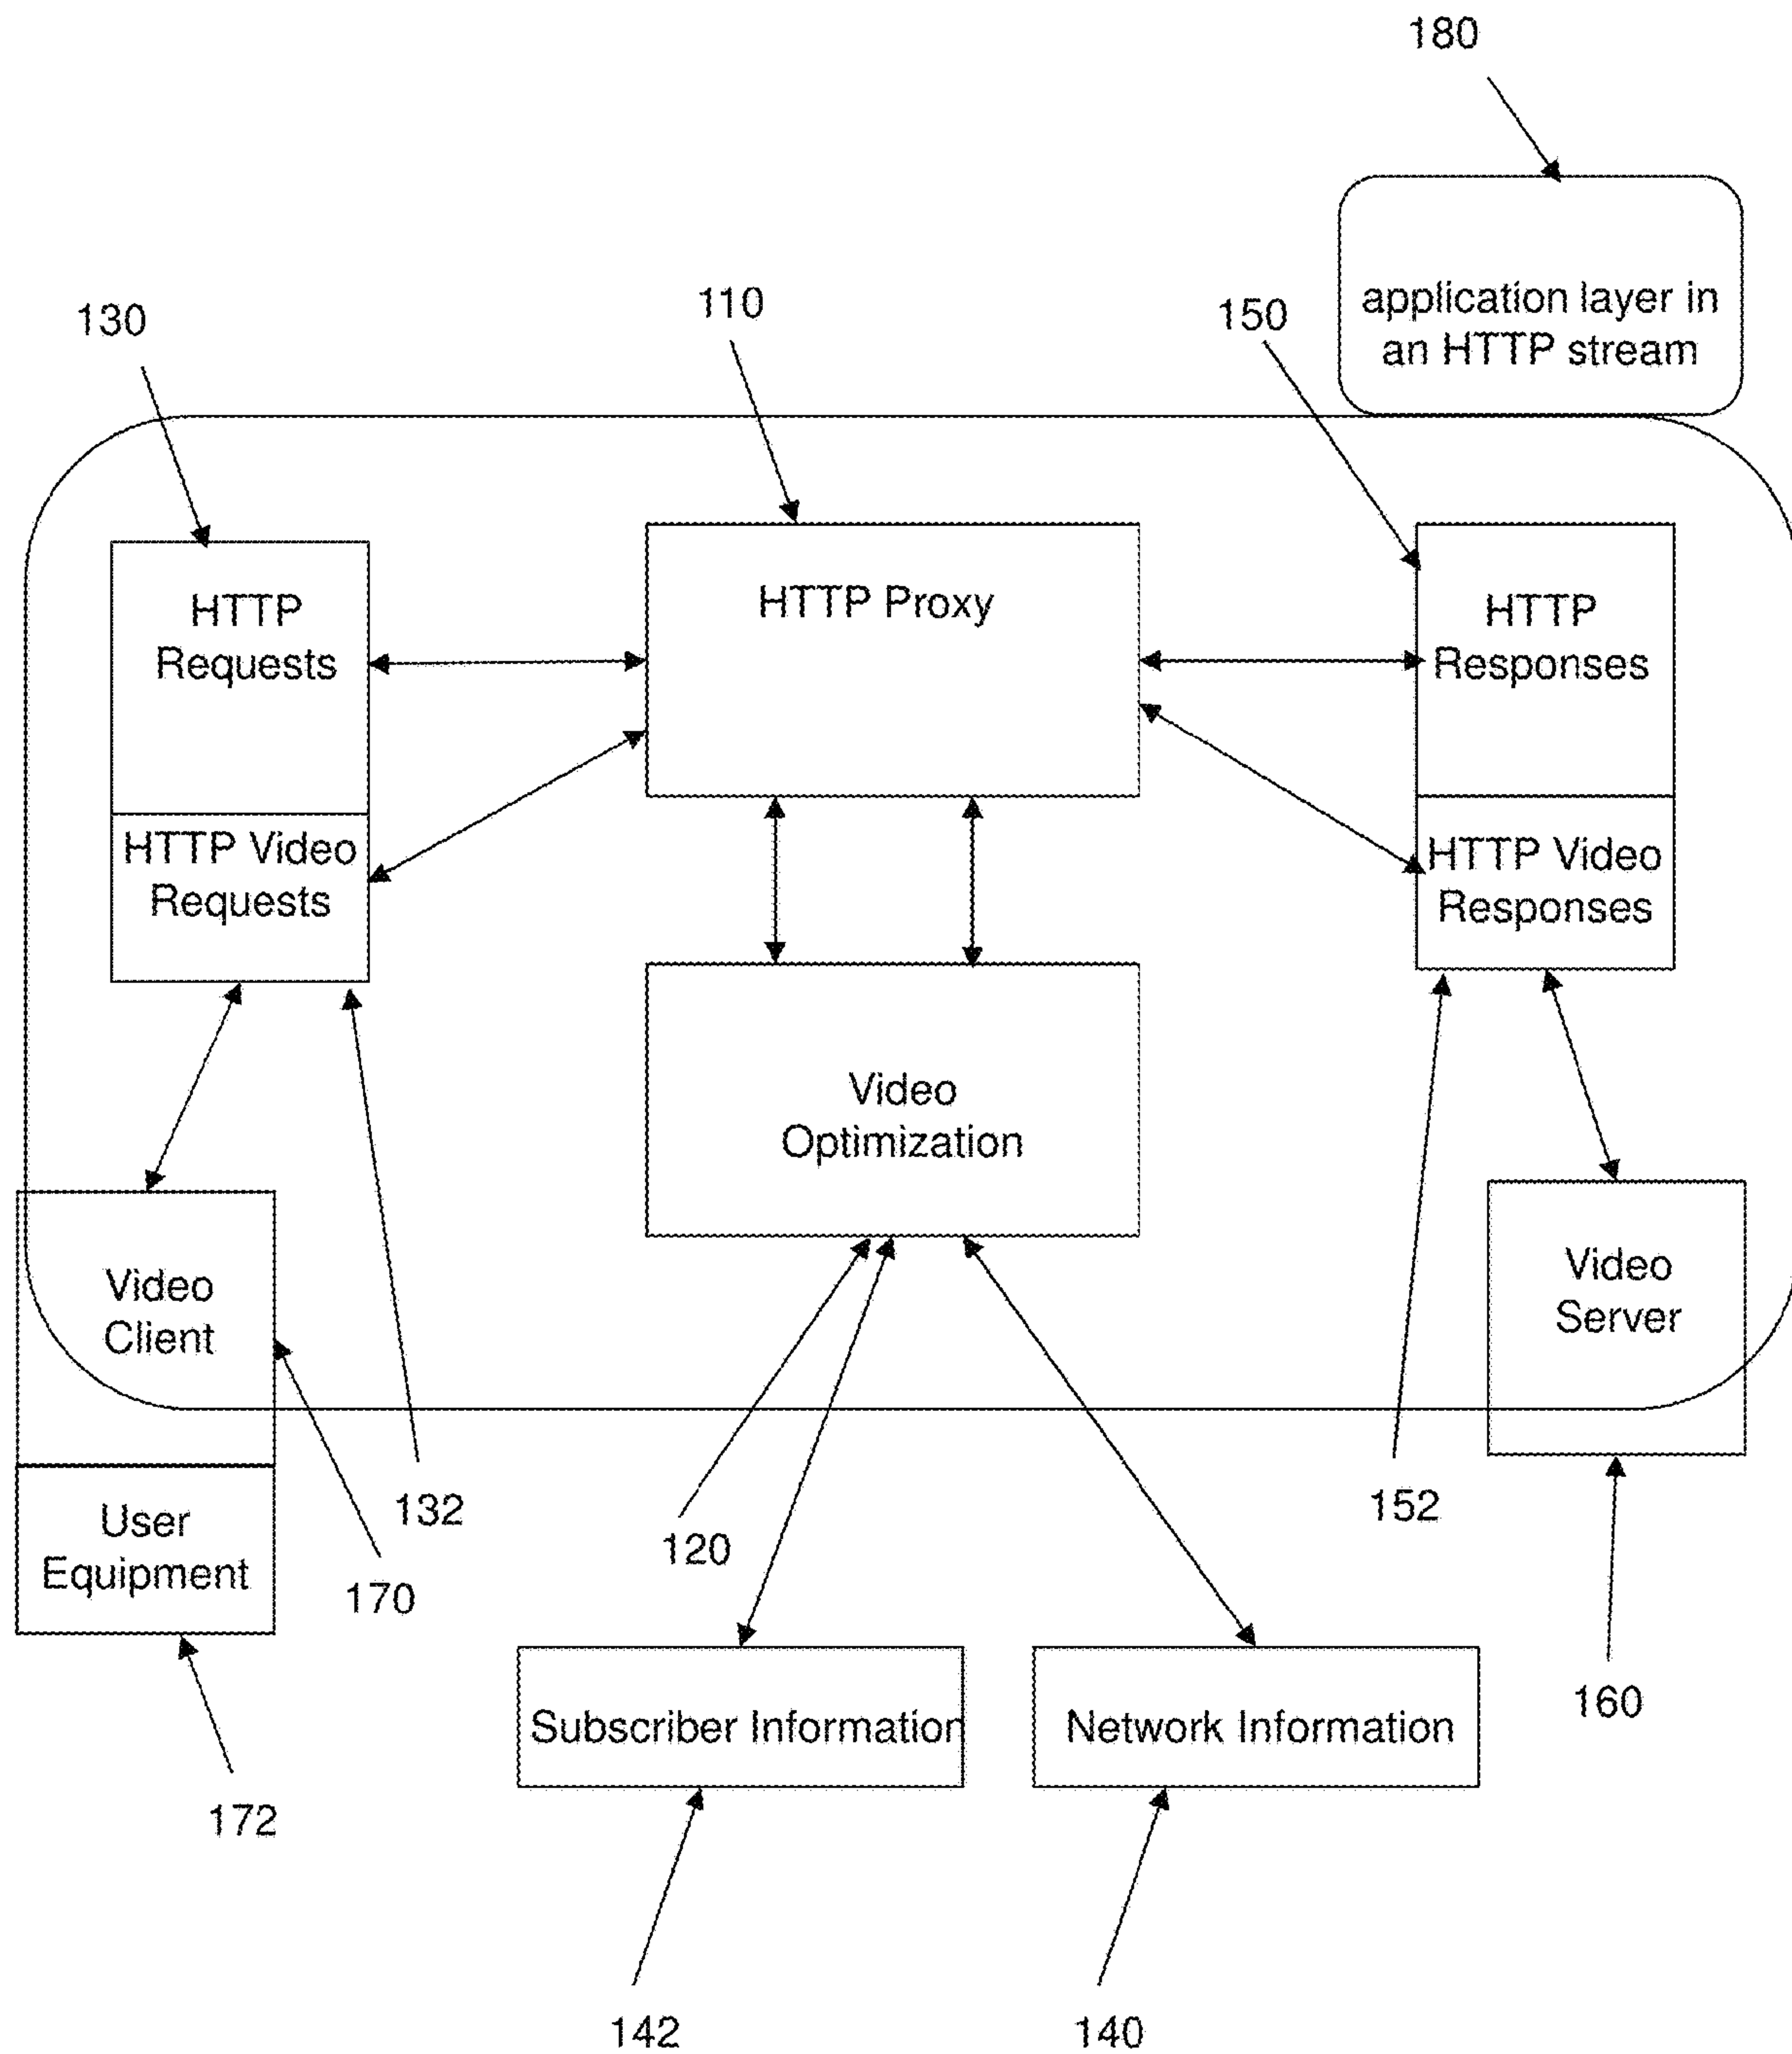 180
application layer in
an HTTP stream
130
110
150
HTTP
Requests
HTTP Proxy
HTTP
Responses
HTTP Video
Requests
HTTP Video
Responses
Video
Optimization
Video
Client
Video
Server
User
Equipment
132
120
152
170
160
Subscriber Information
Network Information
172
142
140